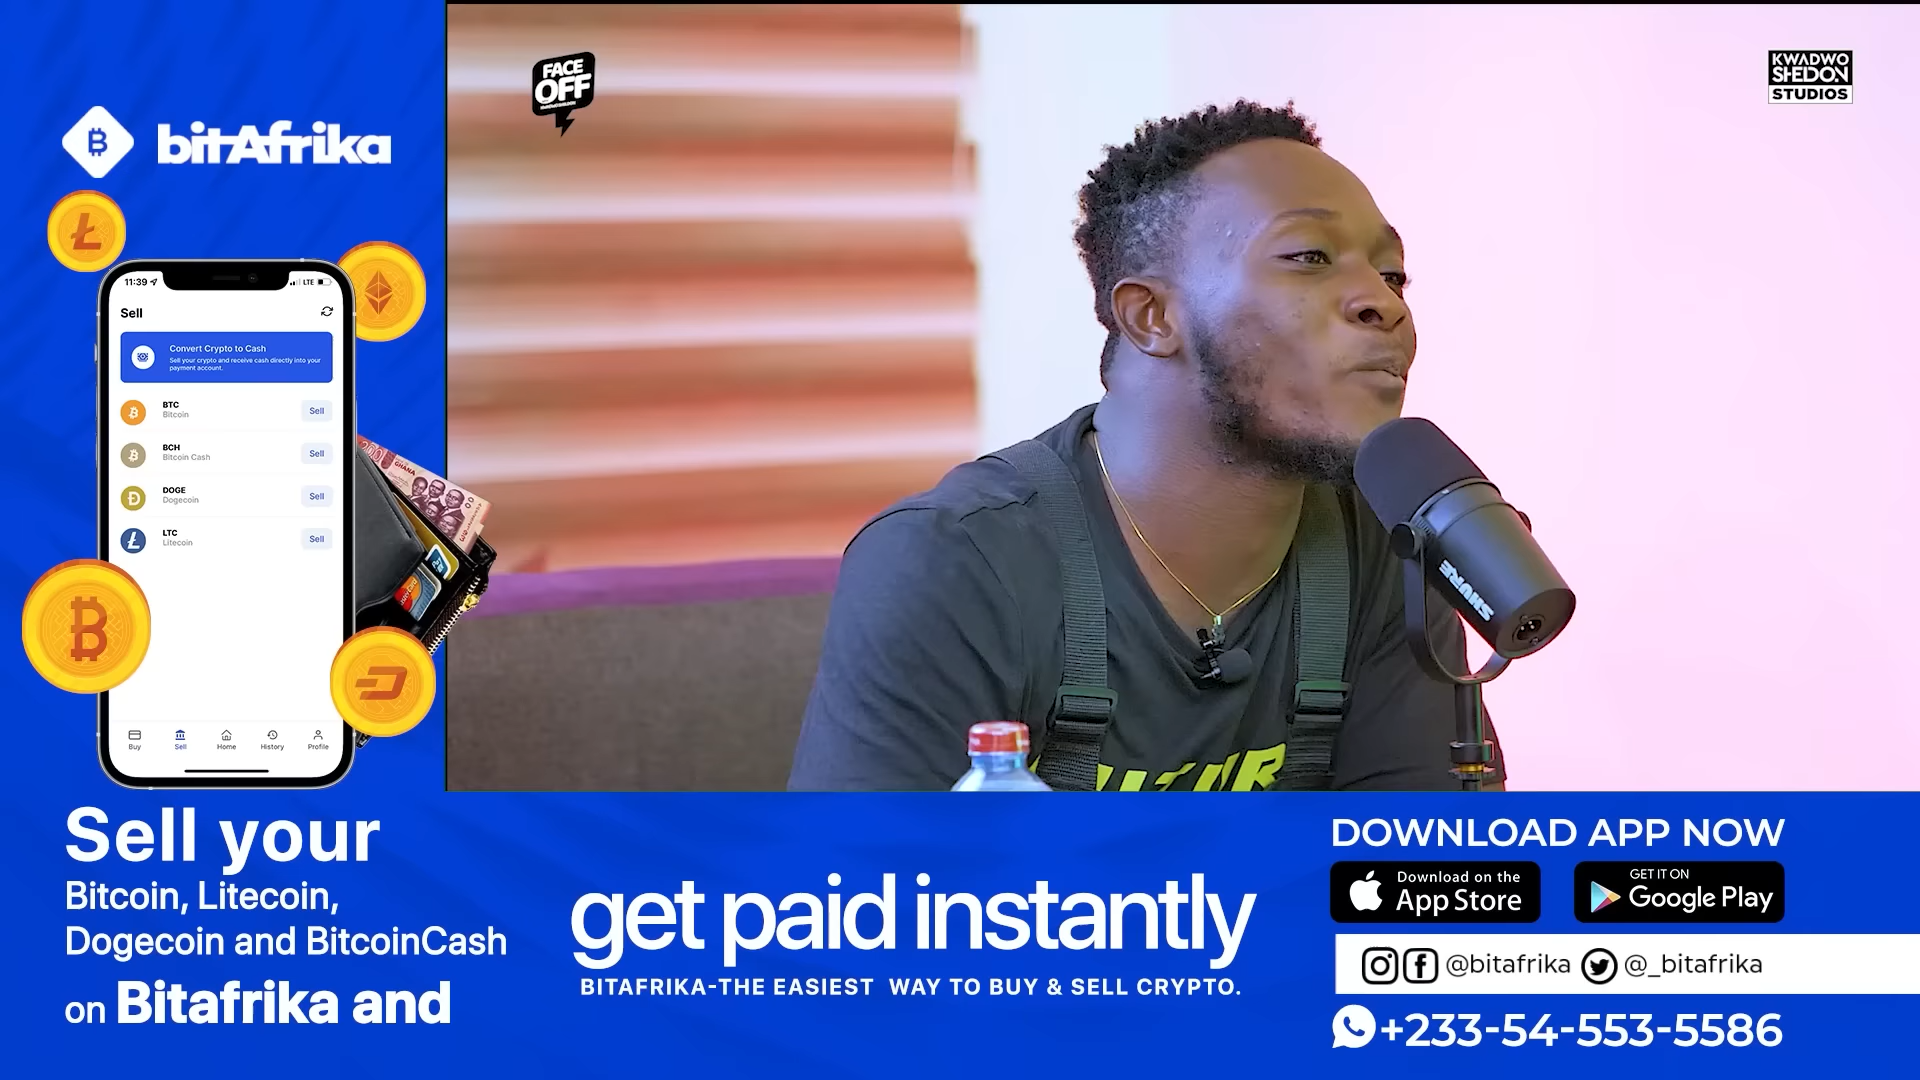 bitAfrika
FACE
OFF
KWADWO
SHELDON
STUDIOS
11:39
LTE
Sell
Convert Crypto to Cash
Sell your crypto and receive cash directly into your
payment account.
BTC
Bitcoin
Sell
BCH
Bitcoin Cash
Sell
DOGE
Dogecoin
Sell
LTC
Litecoin
Sell
Buy
Sell
Home
History
Profile
GHANA
SHURE
Sell your
Bitcoin, Litecoin,
Dogecoin and BitcoinCash
on Bitafrika and
get paid instantly
BITAFRIKA-THE EASIEST WAY TO BUY & SELL CRYPTO.
DOWNLOAD APP NOW
Download on the
App Store
GET IT ON
Google Play
@bitafrika @_bitafrika
+233-54-553-5586